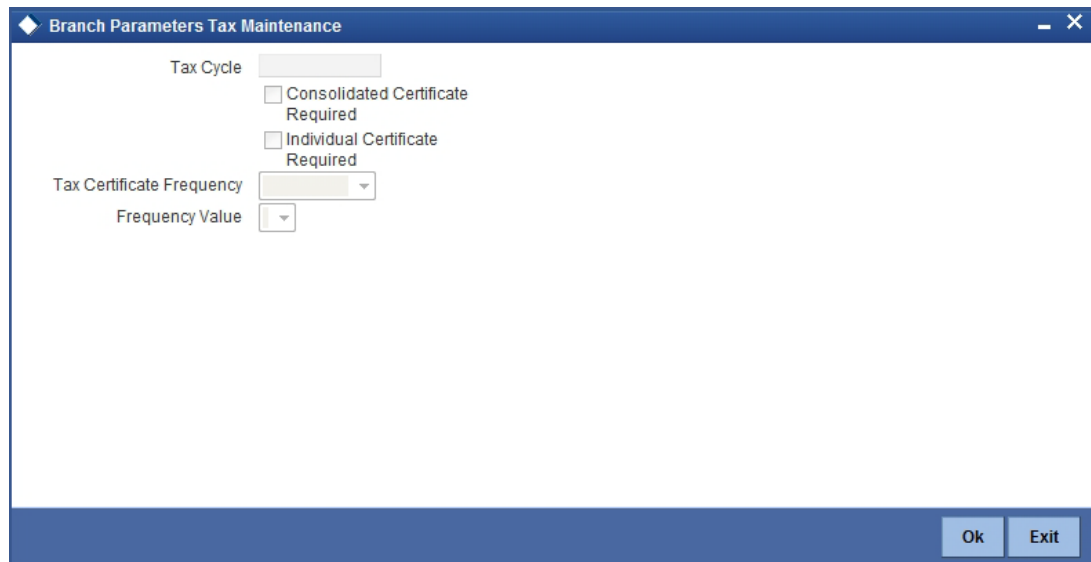 Branch Parameters Tax Maintenance
Tax Cycle
Consolidated Certificate
Required
Individual Certificate
Required
Tax Certificate Frequency
Frequency Value
Ok Exit